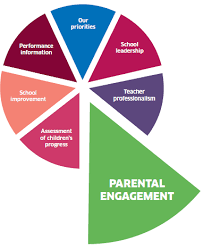 Our
priorities
School
leadership
Teacher
professionalism
PARENTAL
ENGAGEMENT
Assessment
of children's
progress
School
improvement
Performance
information